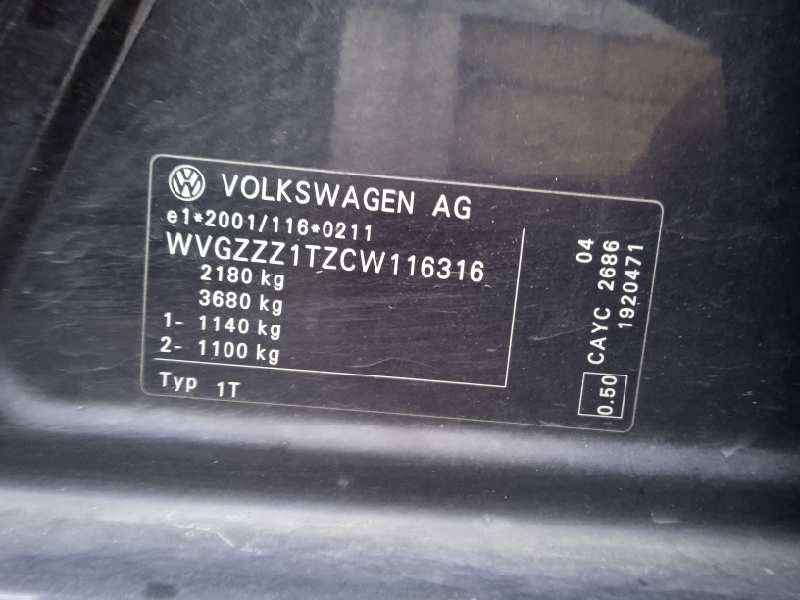 VOLKSWAGEN AG
e1*2001/116*0211
WVGZZZ1TZCW116316
2180 kg
3680 kg
1- 1140 kg
2- 1100 kg
Typ 1T
04
0.50 CAYC 2686
1920471